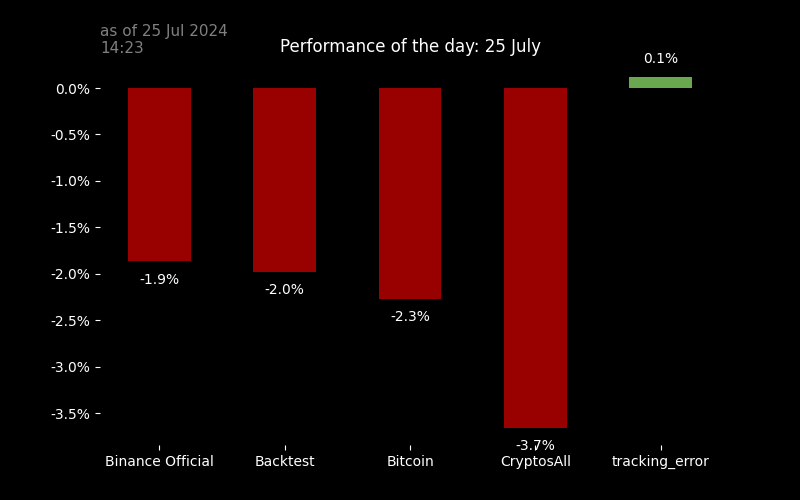 as of 25 Jul 2024
14:23
Performance of the day: 25 July
0.1%
0.0%
-0.5%
-1.0%
-1.5%
-2.0%
-2.5%
-3.0%
-3.5%
-1.9%
-2.0%
-2.3%
-3.7%
Binance Official
Backtest
Bitcoin
CryptosAll
tracking_error